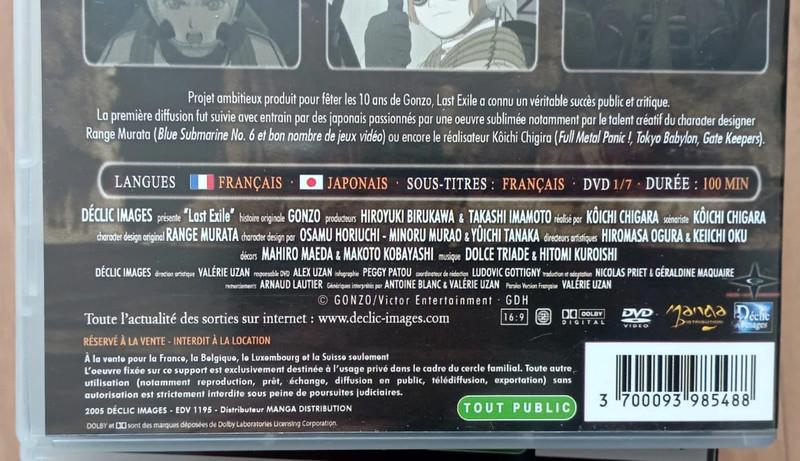 Projet ambitieux produit pour fêter les 10 ans de Gonzo, Last Exile a connu un véritable succès public et critique.
La première diffusion fut suivie avec entrain par des japonais passionnés par une oeuvre sublimée notamment par le talent créatif du character designer
Range Murata (Blue Submarine No. 6 et bon nombre de jeux vidéo) ou encore le réalisateur Kôichi Chigira (Full Metal Panic !, Tokyo Babylon, Gate Keepers).
LANGUES FRANÇAIS · JAPONAIS · SOUS-TITRES : FRANÇAIS · DVD 1/7 · DURÉE : 100 MIN
DÉCLIC IMAGES présente "Last Exile" histoire originale GONZO producteurs HIROYUKI BIRUKAWA & TAKASHI IMAMOTO réalisé par KÔICHI CHIGARA scénariste KÔICHI CHIGARA
character design original RANGE MURATA character design par OSAMU HORIUCHI - MINORU MURAO & YÛICHI TANAKA directeurs artistiques HIROMASA OGURA & KEIICHI OKU
décors MAHIRO MAEDA & MAKOTO KOBAYASHI musique DOLCE TRIADE & HITOMI KUROISHI
DÉCLIC IMAGES direction artistique VALÉRIE UZAN responsable DVD ALEX UZAN infographie PEGGY PATOU coordinateur de rédaction LUDOVIC GOTTIGNY traduction et adaptation NICOLAS PRIET & GÉRALDINE MAQUAIRE
remerciements ARNAUD LAUTIER Génériques interprétés par ANTOINE BLANC & VALÉRIE UZAN Paroles Version Française VALÉRIE UZAN
© GONZO/Victor Entertainment · GDH
Toute l'actualité des sorties sur internet : www.declic-images.com
16:9 DOLBY DIGITAL DVD VIDEO Manga DISTRIBUTION Déclic Images
RÉSERVÉ À LA VENTE - INTERDIT À LA LOCATION
À la vente pour la France, la Belgique, le Luxembourg et la Suisse seulement
L'oeuvre fixée sur ce support est exclusivement destinée à l'usage privé dans le cadre du cercle familial. Toute autre
utilisation (notamment reproduction, prêt, échange, diffusion en public, télédiffusion, exportation) sans
autorisation est strictement interdite sous peine de poursuites judiciaires.
2005 DÉCLIC IMAGES - EDV 1195 - Distributeur MANGA DISTRIBUTION
DOLBY et DD sont des marques déposées de Dolby Laboratories Licensing Corporation.
TOUT PUBLIC
3 700093 985488